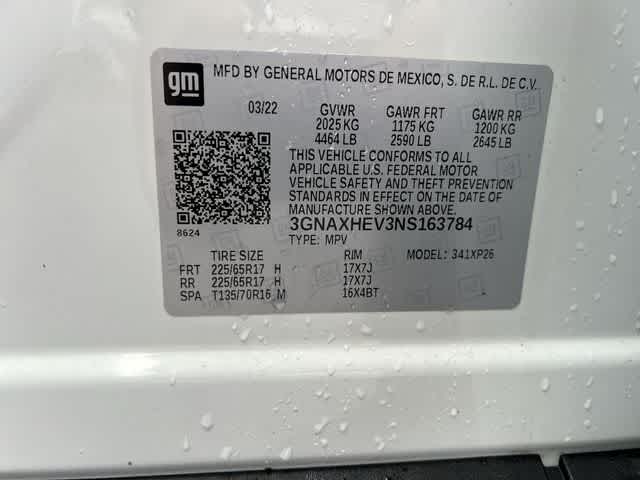 gm MFD BY GENERAL MOTORS DE MEXICO, S. DE R.L. DE C.V.
03/22 GVWR GAWR FRT GAWR RR
2025 KG 1175 KG 1200 KG
4464 LB 2590 LB 2645 LB
THIS VEHICLE CONFORMS TO ALL
APPLICABLE U.S. FEDERAL MOTOR
VEHICLE SAFETY AND THEFT PREVENTION
STANDARDS IN EFFECT ON THE DATE OF
MANUFACTURE SHOWN ABOVE.
8624 3GNAXHEV3NS163784
TYPE: MPV
TIRE SIZE RIM MODEL: 341XP26
FRT 225/65R17 H 17X7J
RR 225/65R17 H 17X7J
SPA T135/70R16 M 16X4BT